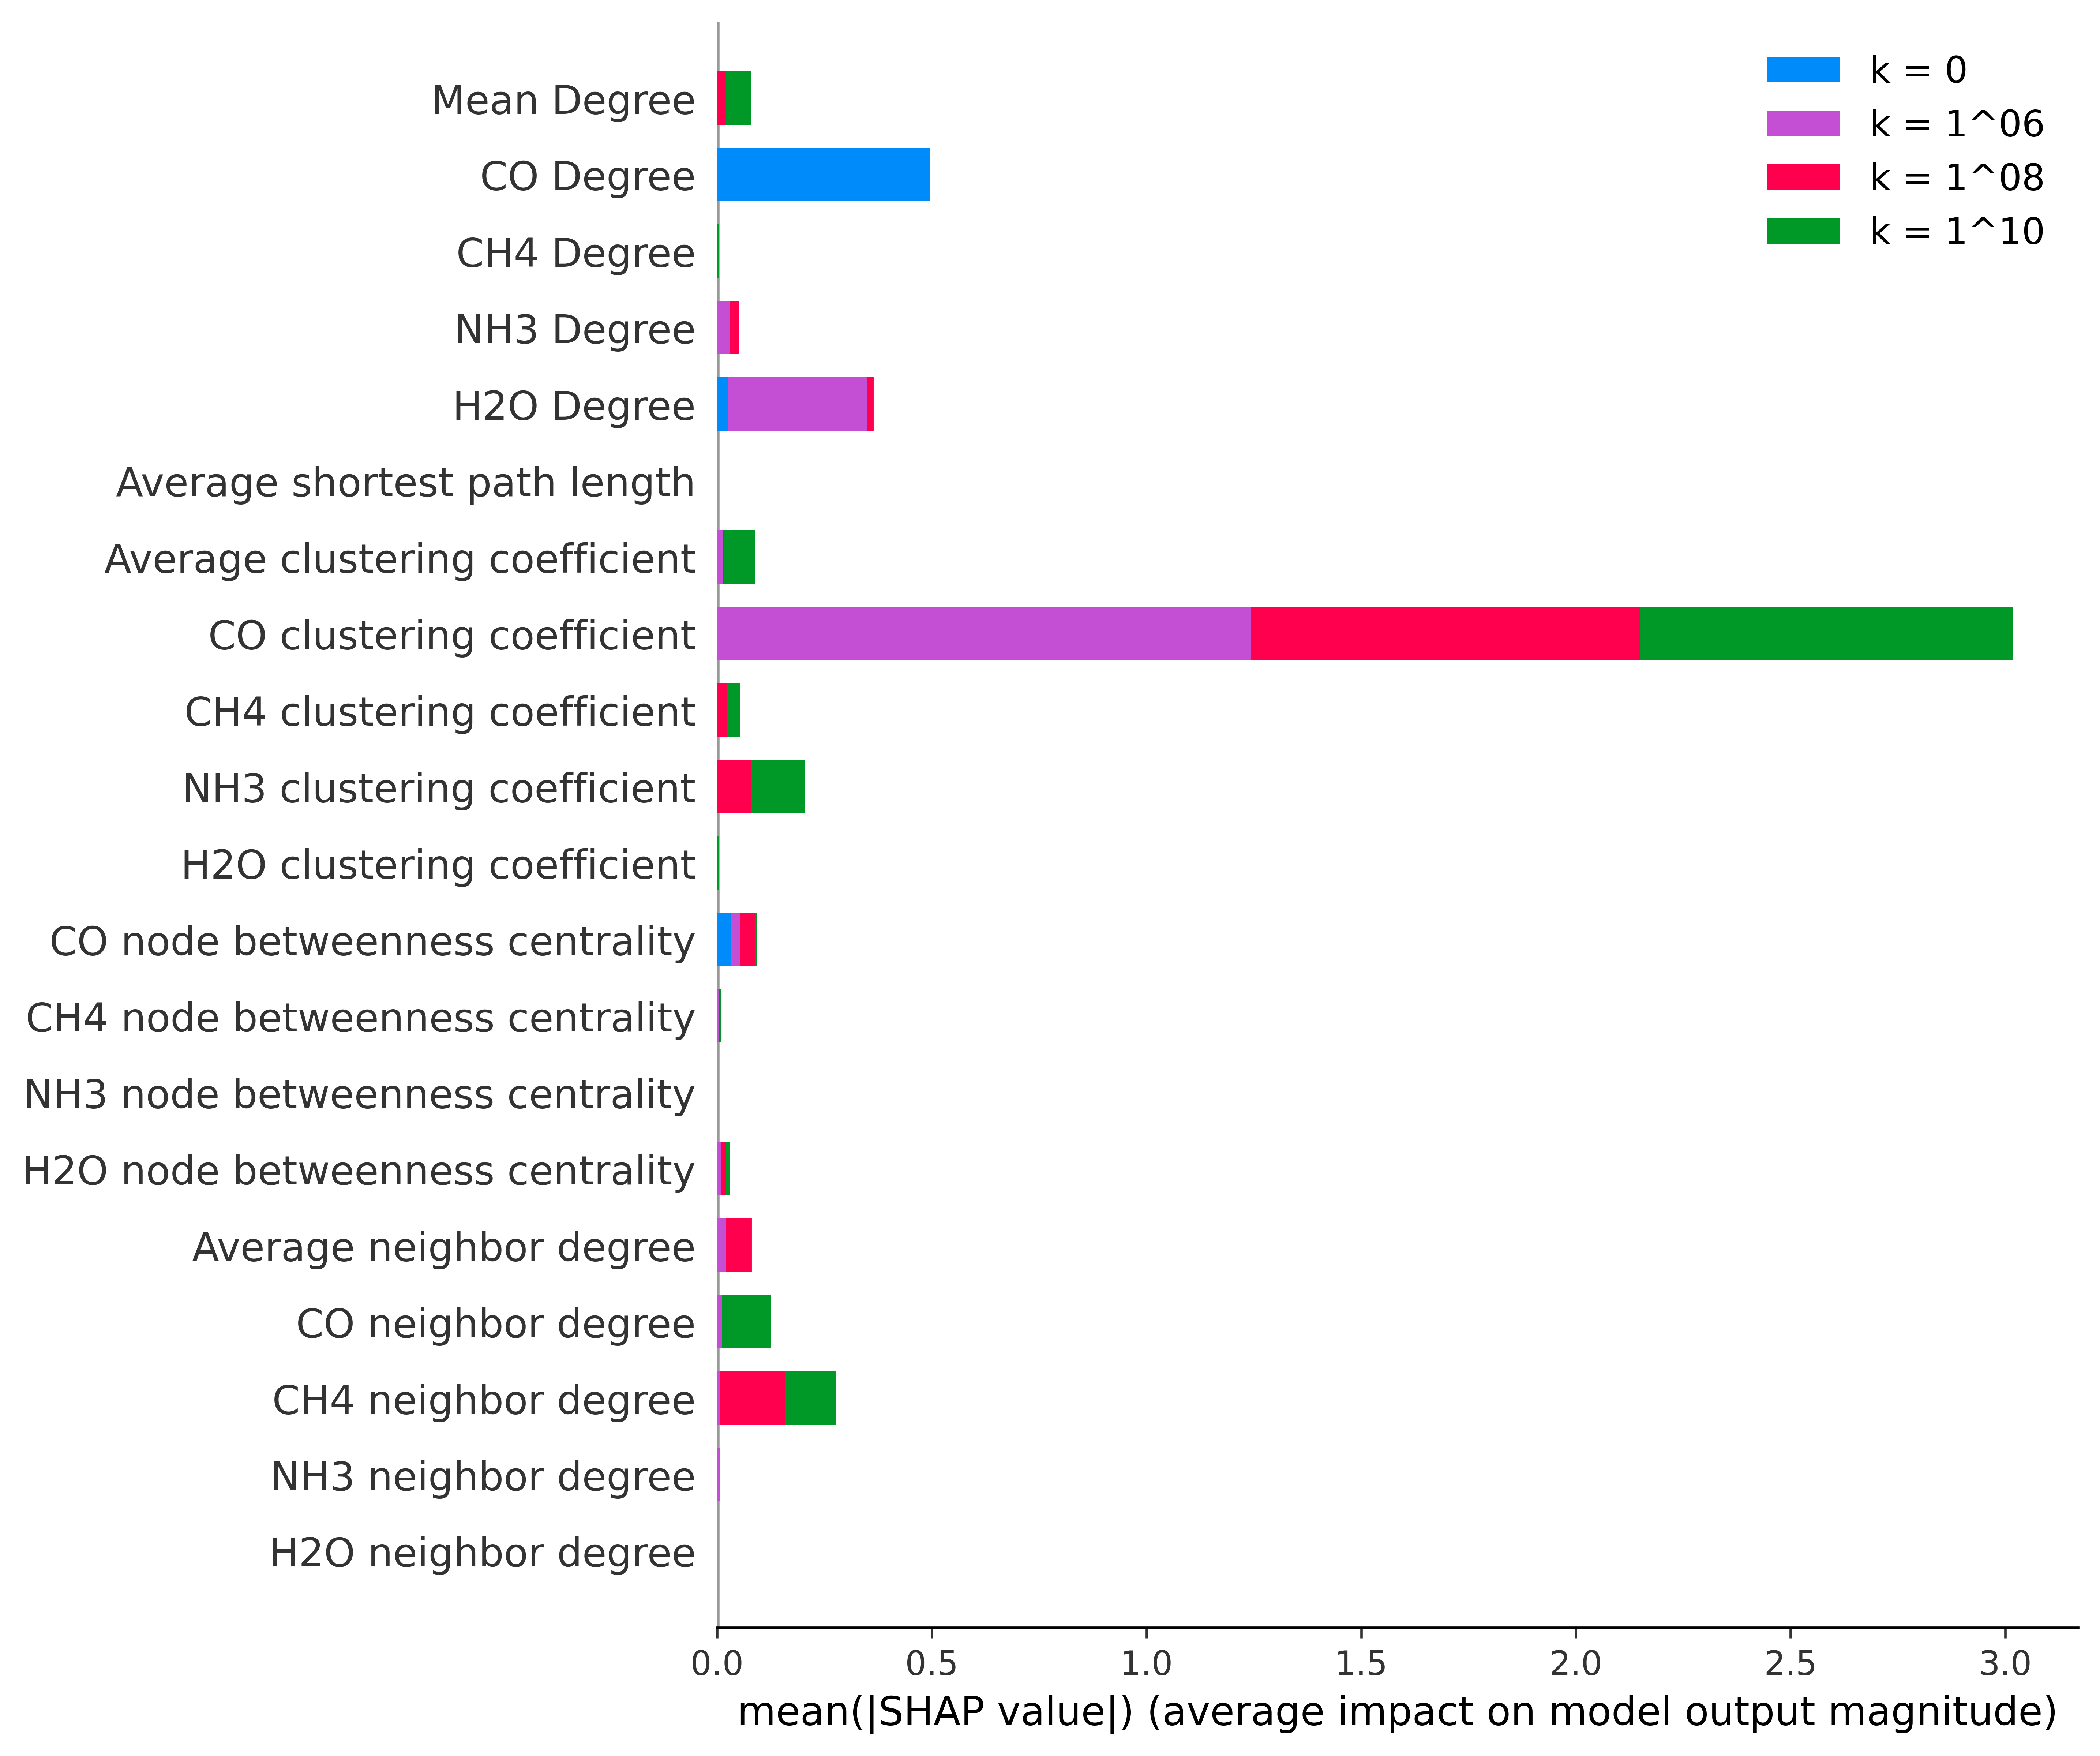 k = 0
k = 1^06
k = 1^08
k = 1^10
Mean Degree
CO Degree
CH4 Degree
NH3 Degree
H2O Degree
Average shortest path length
Average clustering coefficient
CO clustering coefficient
CH4 clustering coefficient
NH3 clustering coefficient
H2O clustering coefficient
CO node betweenness centrality
CH4 node betweenness centrality
NH3 node betweenness centrality
H2O node betweenness centrality
Average neighbor degree
CO neighbor degree
CH4 neighbor degree
NH3 neighbor degree
H2O neighbor degree
0.0 0.5 1.0 1.5 2.0 2.5 3.0
mean(|SHAP value|) (average impact on model output magnitude)